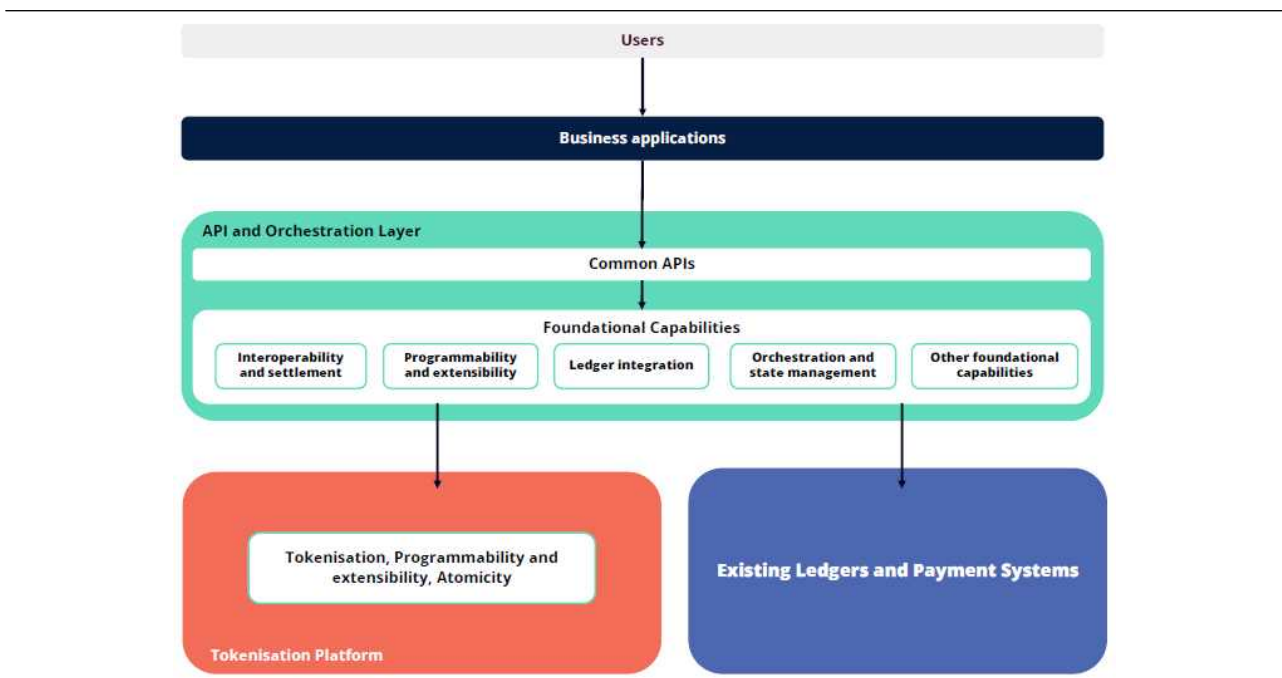 Users
Business applications
API and Orchestration Layer
Common APIs
Foundational Capabilities
Interoperability
and settlement
Programmability
and extensibility
Ledger integration
Orchestration and
state management
Other foundational
capabilities
Tokenisation, Programmability and
extensibility, Atomicity
Tokenisation Platform
Existing Ledgers and Payment Systems